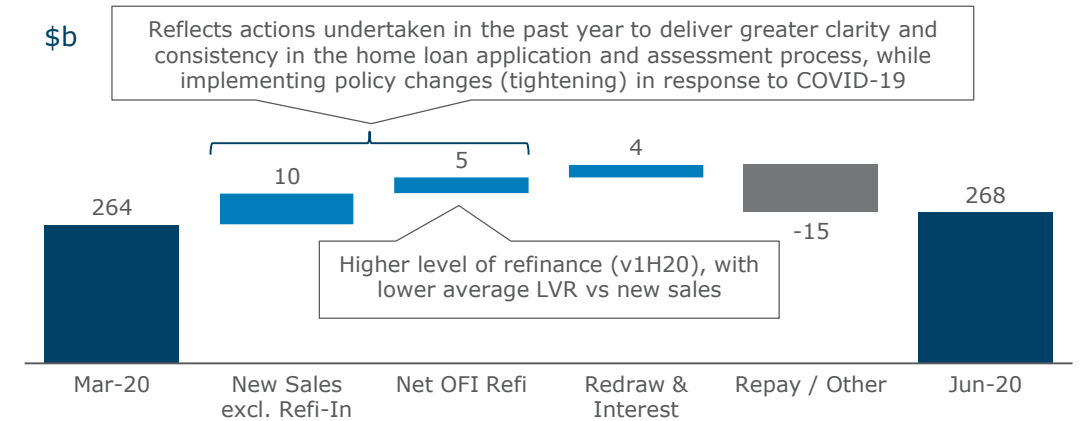 $b
Reflects actions undertaken in the past year to deliver greater clarity and
consistency in the home loan application and assessment process, while
implementing policy changes (tightening) in response to COVID-19
264
10
5
4
-15
268
Higher level of refinance (v1H20), with
lower average LVR vs new sales
Mar-20
New Sales
excl. Refi-In
Net OFI Refi
Redraw &
Interest
Repay / Other
Jun-20